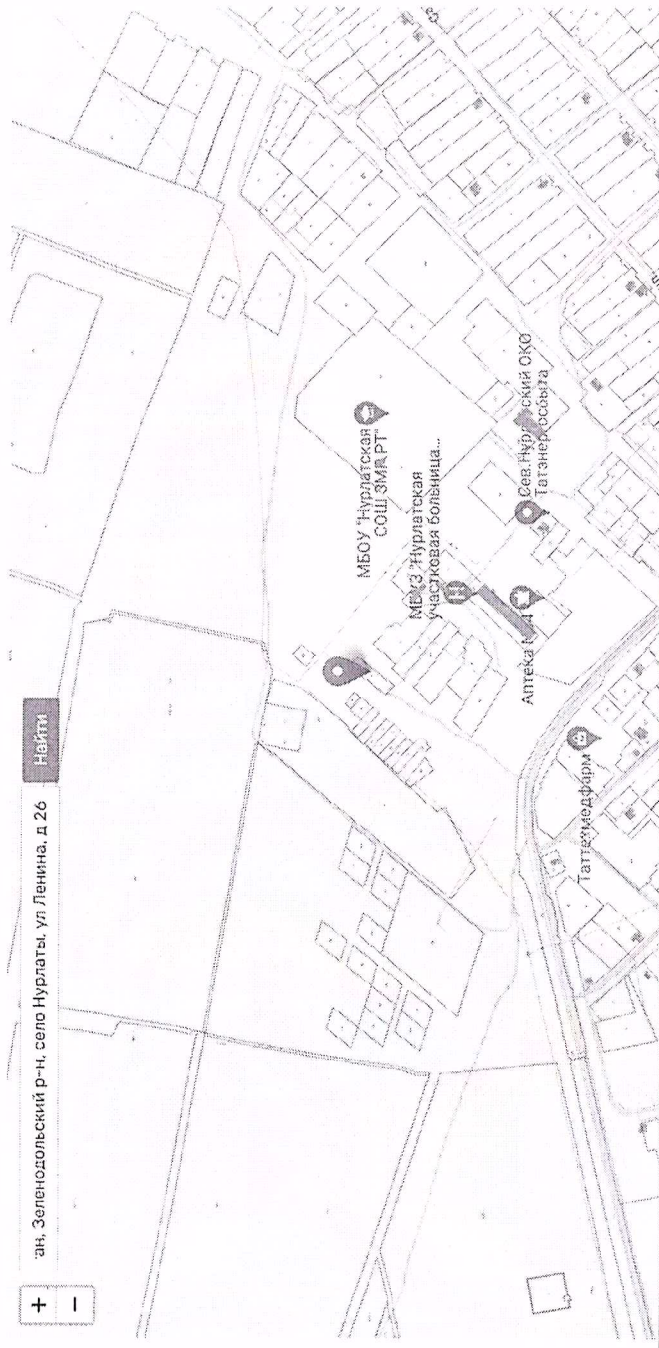 +
−
ан, Зеленодольский р-н, село Нурлаты, ул Ленина, д 26
Найти
МБОУ "Нурлатская
СОШ ЗМР РТ"
МБУЗ "Нурлатская
участковая больница...
Аптека
Сев.Нурлатский ОКО
Татэнергосбыта
Таттехмедфарм